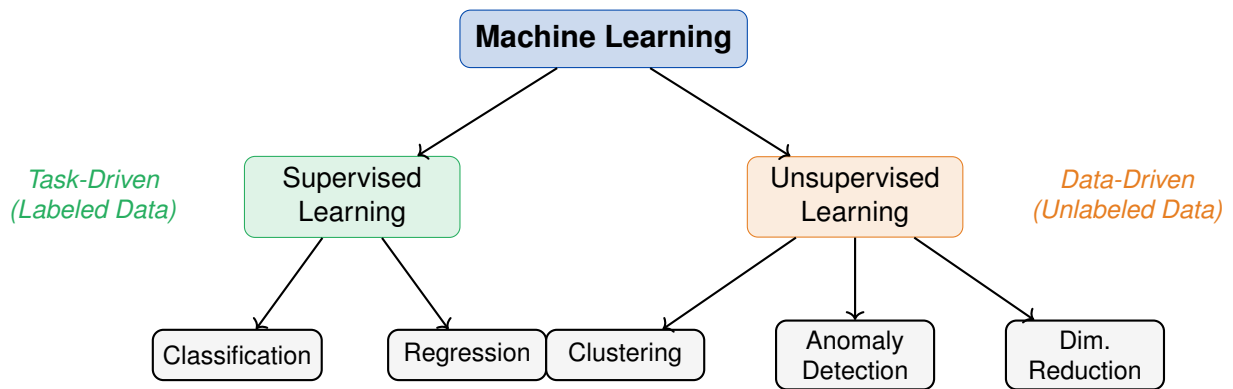 Machine Learning
Task-Driven
(Labeled Data)
Supervised
Learning
Unsupervised
Learning
Data-Driven
(Unlabeled Data)
Classification
Regression
Clustering
Anomaly
Detection
Dim.
Reduction